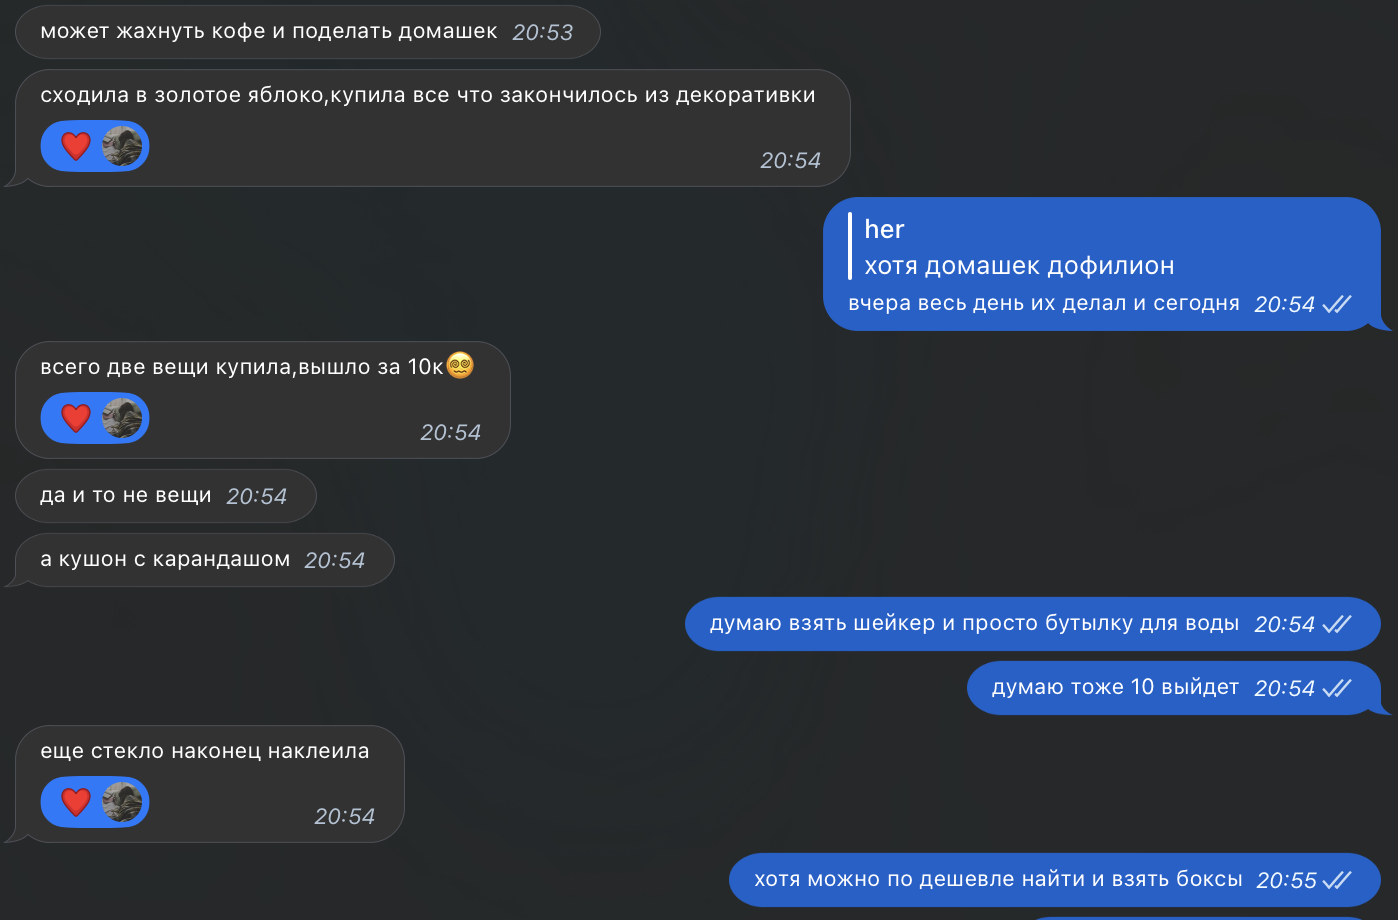 может жахнуть кофе и поделать домашек 20:53
сходила в золотое яблоко,купила все что закончилось из декоративки
20:54
her
хотя домашек дофилион
вчера весь день их делал и сегодня 20:54
всего две вещи купила,вышло за 10к😵‍💫
20:54
да и то не вещи 20:54
а кушон с карандашом 20:54
думаю взять шейкер и просто бутылку для воды 20:54
думаю тоже 10 выйдет 20:54
еще стекло наконец наклеила
20:54
хотя можно по дешевле найти и взять боксы 20:55